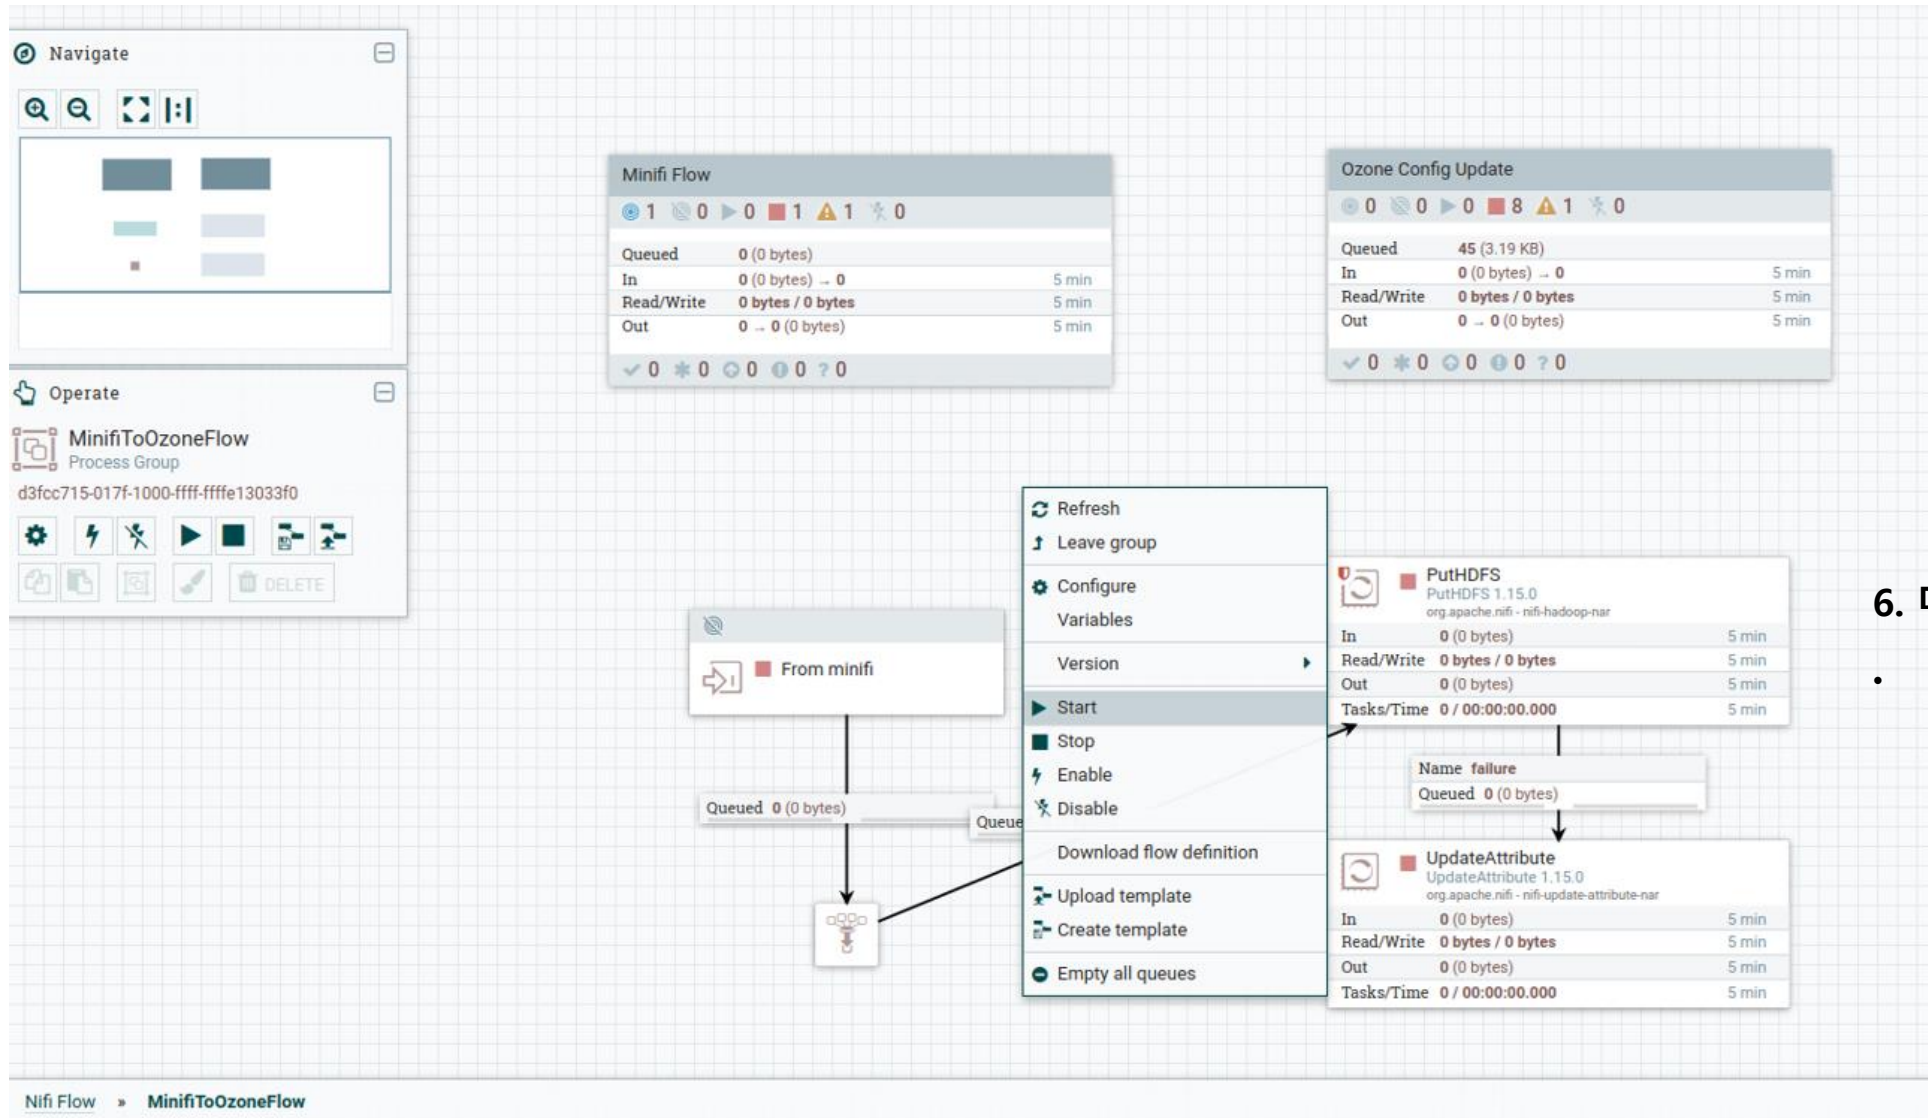 Navigate
Operate
MinifiToOzoneFlow
Process Group
d3fcc715-017f-1000-ffff-ffffe13033f0
DELETE
Minifi Flow
1 0 0 1 1 0
Queued 0 (0 bytes)
In 0 (0 bytes) → 0 5 min
Read/Write 0 bytes / 0 bytes 5 min
Out 0 → 0 (0 bytes) 5 min
0 0 0 0 ? 0
Ozone Config Update
0 0 0 8 1 0
Queued 45 (3.19 KB)
In 0 (0 bytes) → 0 5 min
Read/Write 0 bytes / 0 bytes 5 min
Out 0 → 0 (0 bytes) 5 min
0 0 0 0 ? 0
From minifi
Queued 0 (0 bytes)
Refresh
Leave group
Configure
Variables
Version
Start
Stop
Enable
Disable
Download flow definition
Upload template
Create template
Empty all queues
PutHDFS
PutHDFS 1.15.0
org.apache.nifi - nifi-hadoop-nar
In 0 (0 bytes) 5 min
Read/Write 0 bytes / 0 bytes 5 min
Out 0 (0 bytes) 5 min
Tasks/Time 0 / 00:00:00.000 5 min
Name failure
Queued 0 (0 bytes)
UpdateAttribute
UpdateAttribute 1.15.0
org.apache.nifi - nifi-update-attribute-nar
In 0 (0 bytes) 5 min
Read/Write 0 bytes / 0 bytes 5 min
Out 0 (0 bytes) 5 min
Tasks/Time 0 / 00:00:00.000 5 min
6.
.
Nifi Flow » MinifiToOzoneFlow